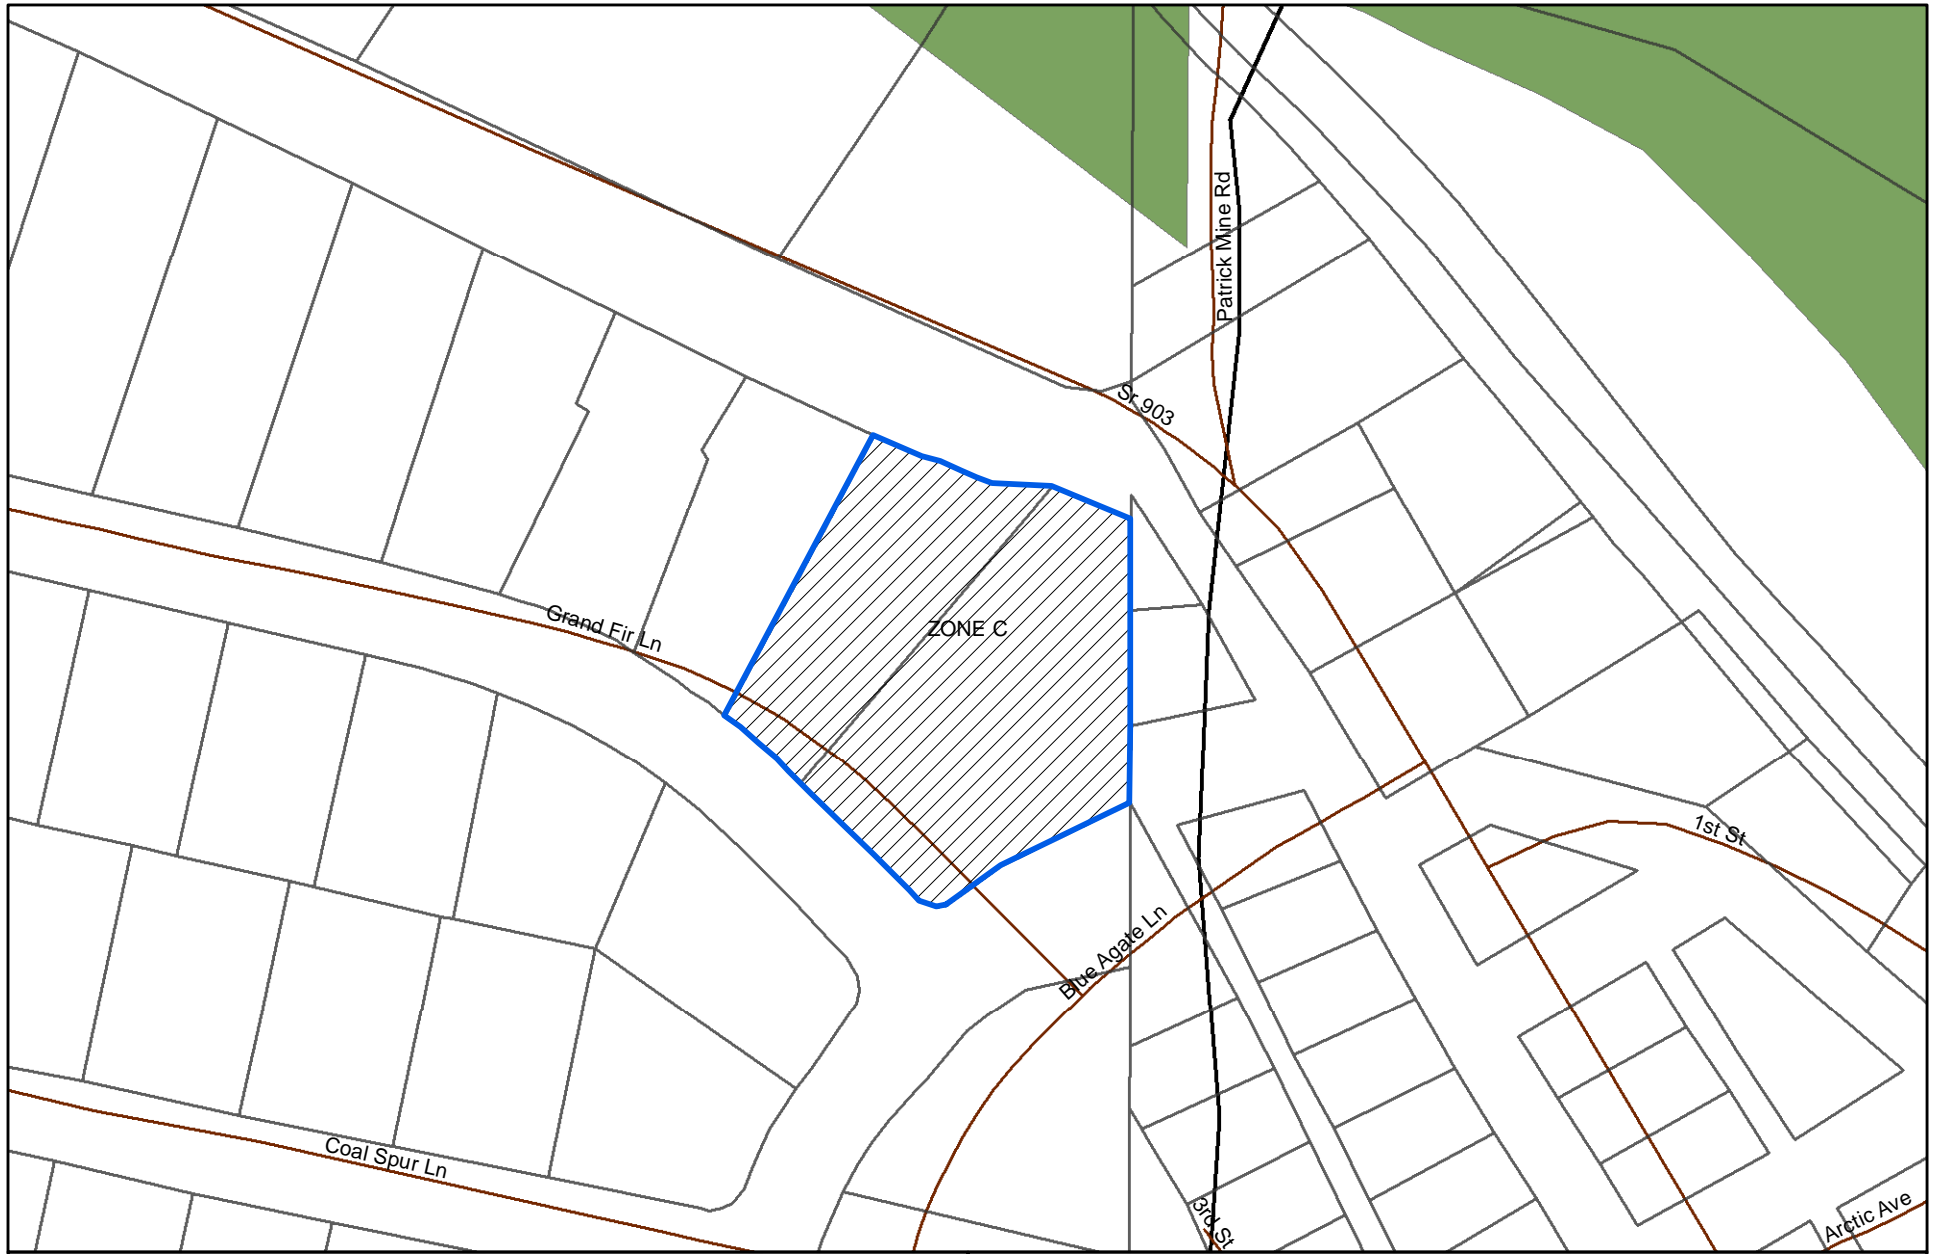 Patrick Mine Rd
Sr 903
Grand Fir Ln
ZONE C
1st St
Blue Agate Ln
Coal Spur Ln
3rd St
Arctic Ave